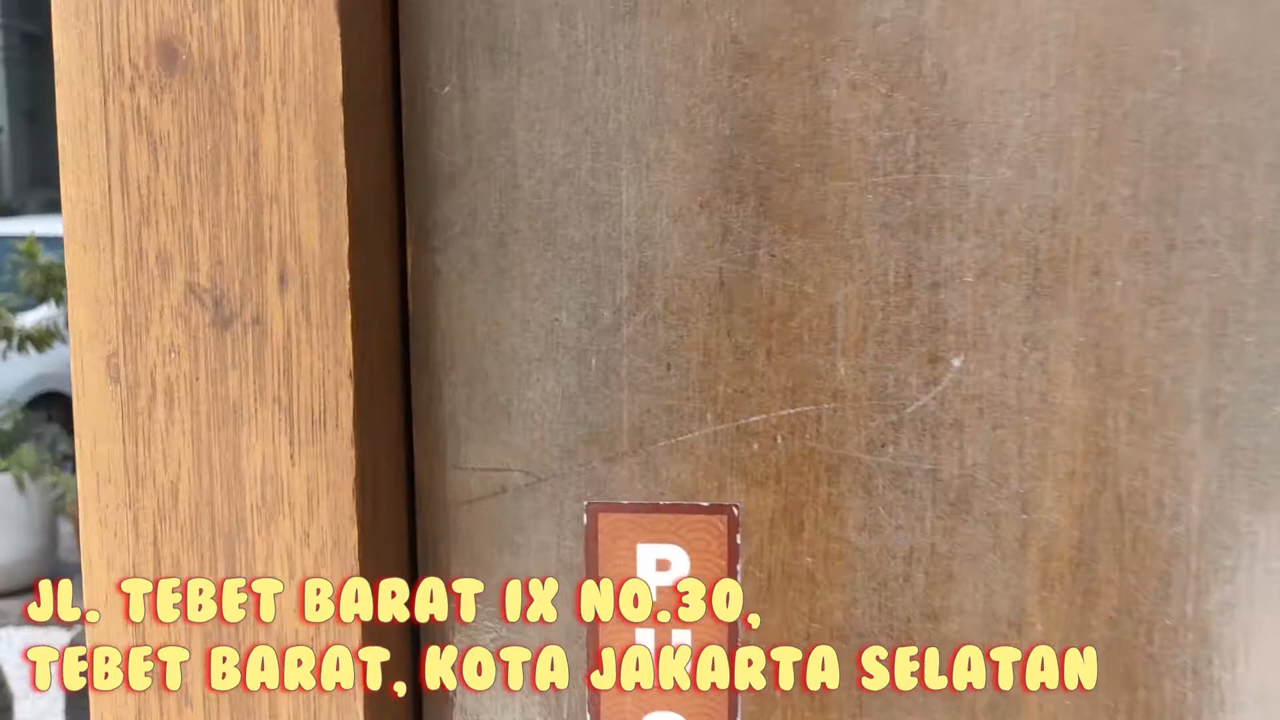 P
U
JL. TEBET BARAT IX NO.30,
TEBET BARAT, KOTA JAKARTA SELATAN